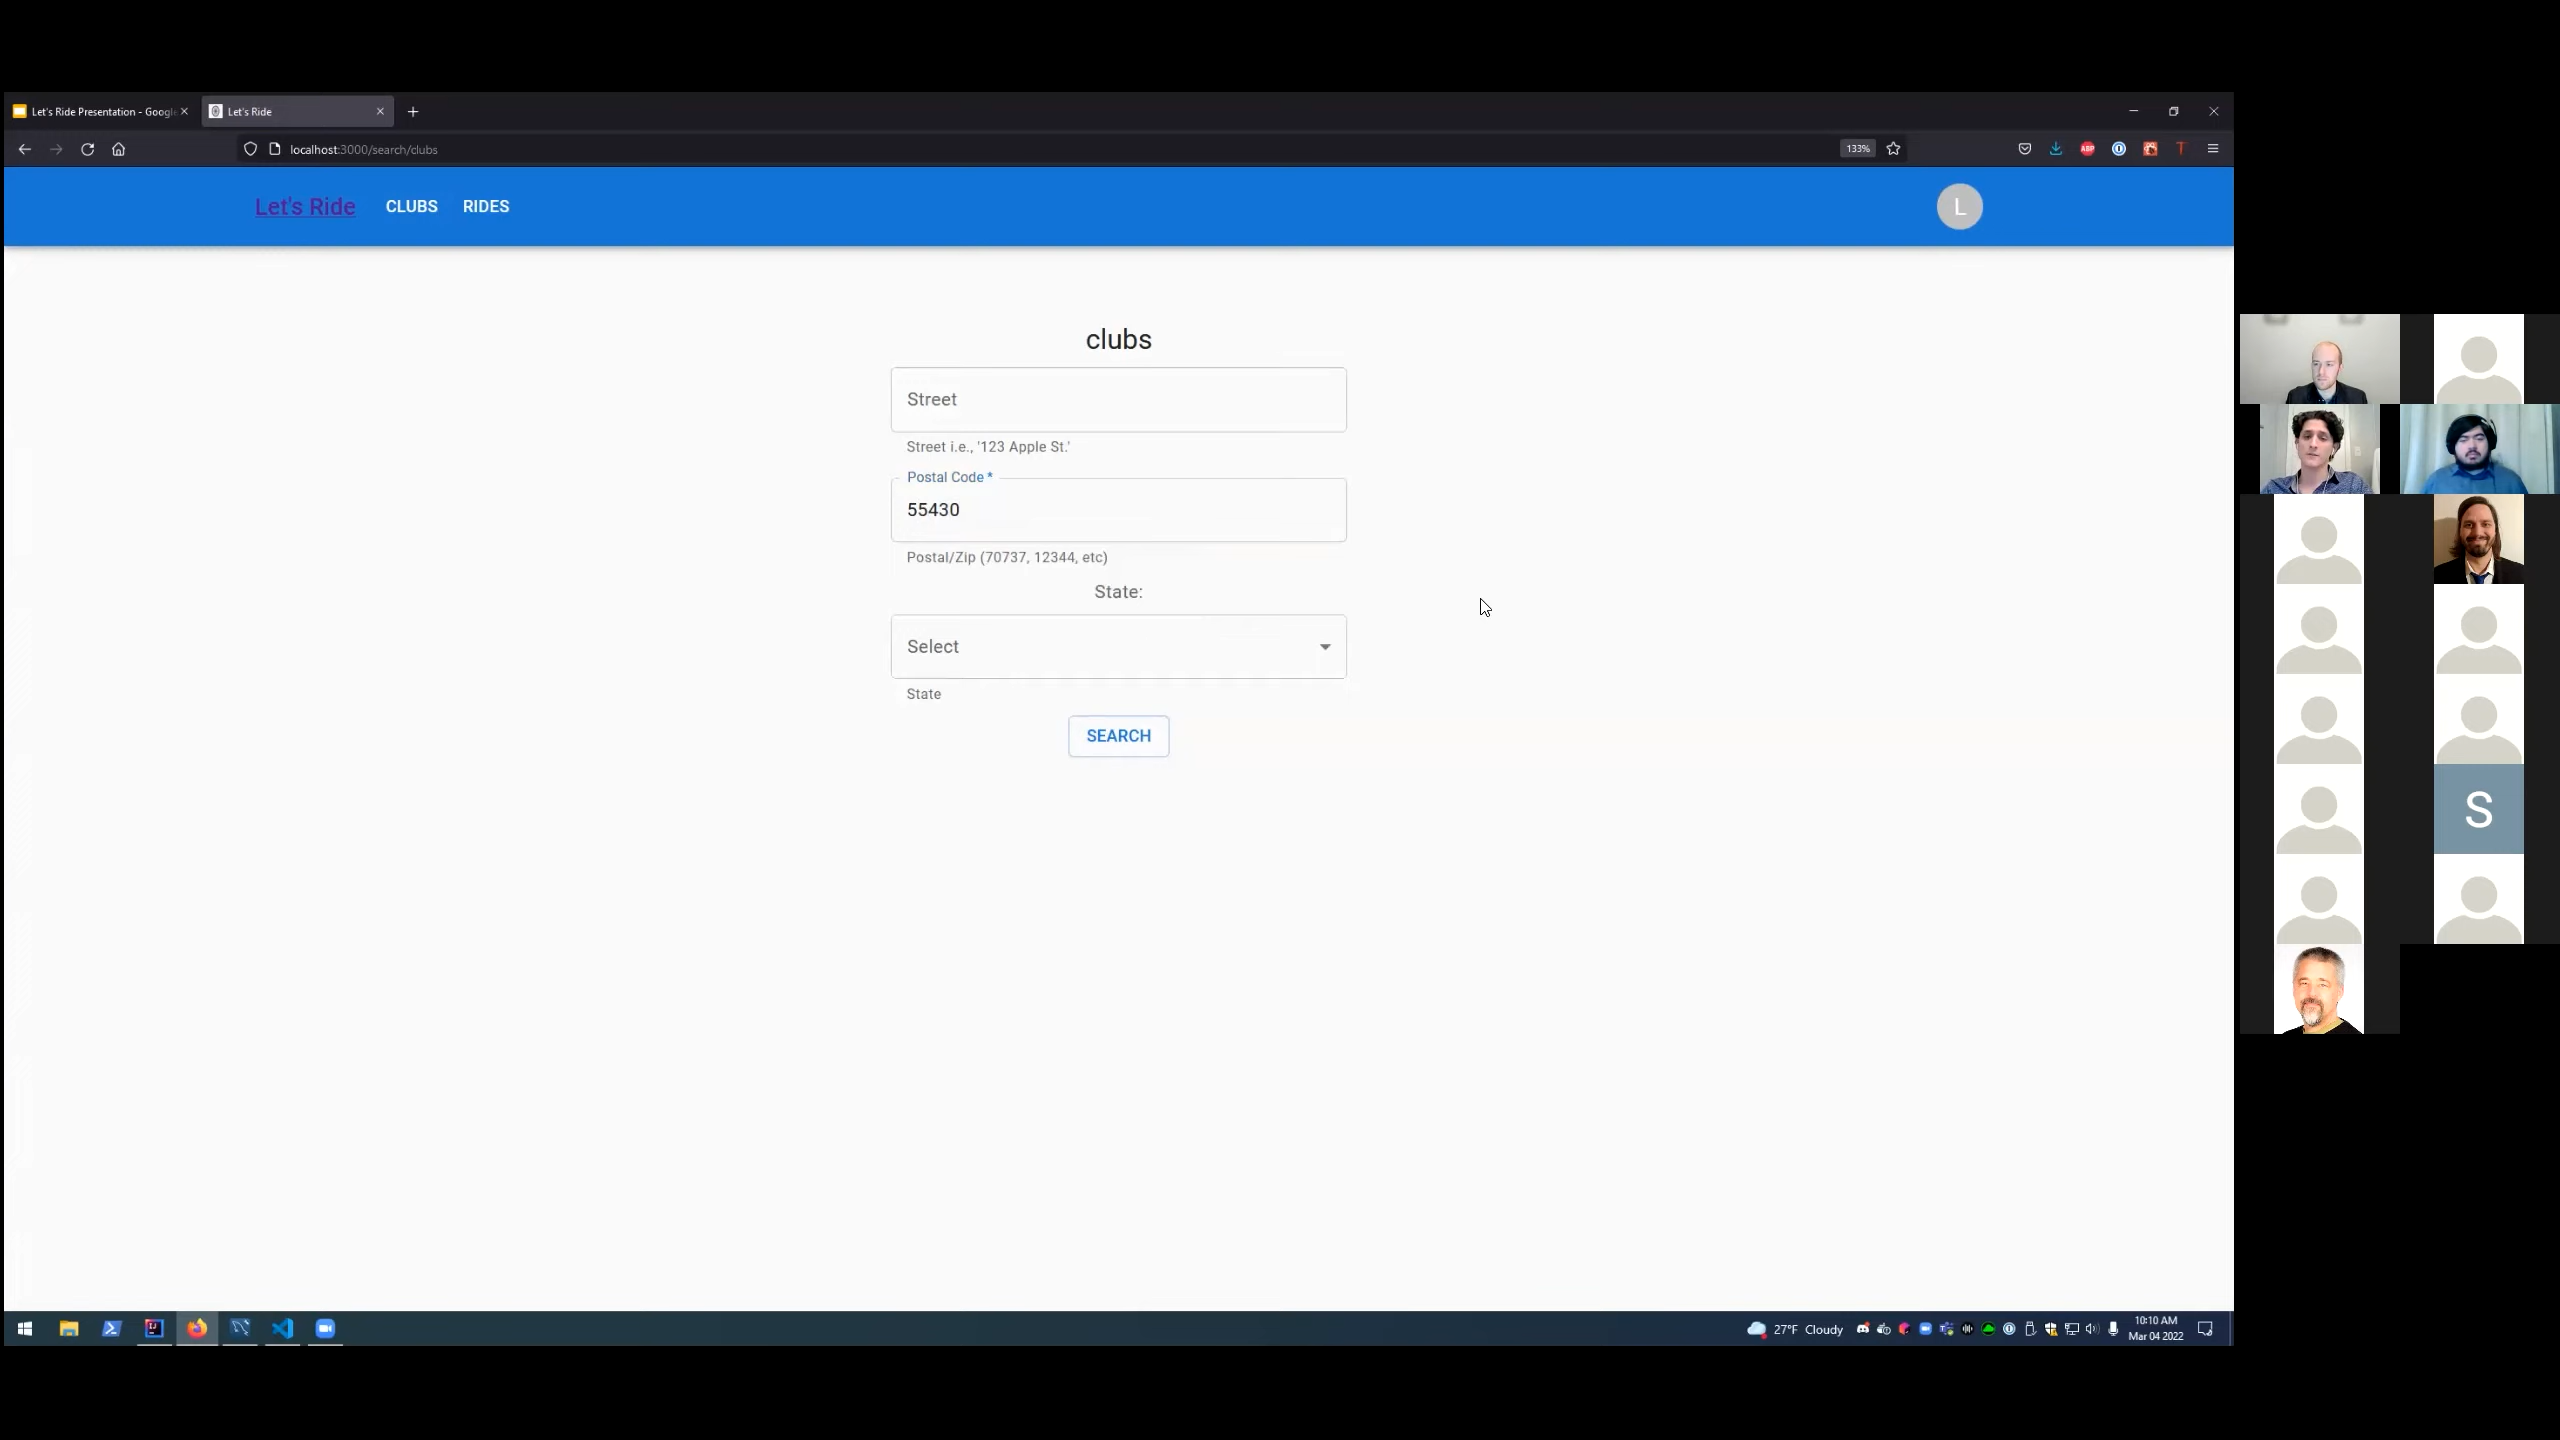 Let's Ride Presentation - Google
Let's Ride
localhost:3000/search/clubs
133%
ABP
T
Let's Ride
CLUBS
RIDES
L
clubs
Street
Street i.e., '123 Apple St.'
Postal Code *
55430
Postal/Zip (70737, 12344, etc)
State:
Select
State
SEARCH
S
27°F Cloudy
10:10 AM
Mar 04 2022